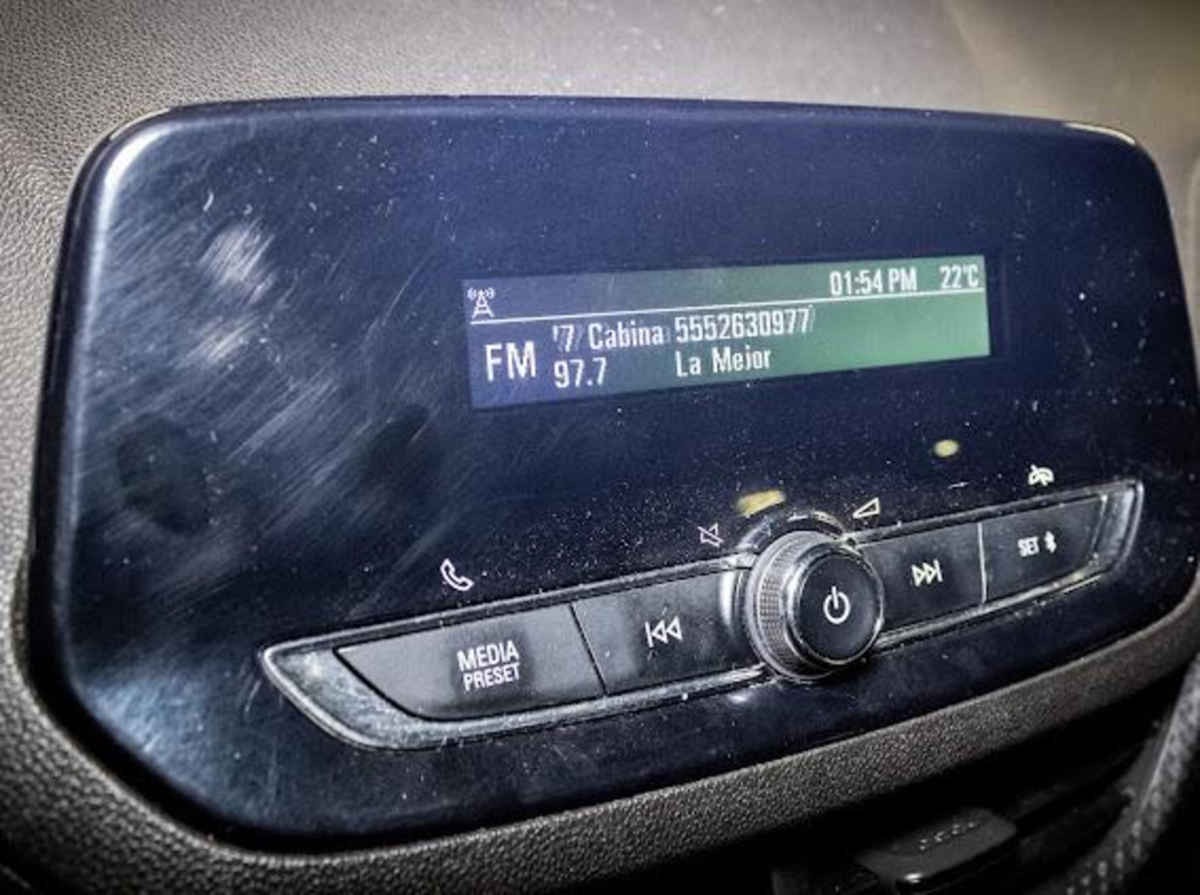 01:54 PM 22°C
'7 Cabina 5552630977
FM 97.7 La Mejor
MEDIA
PRESET
SET